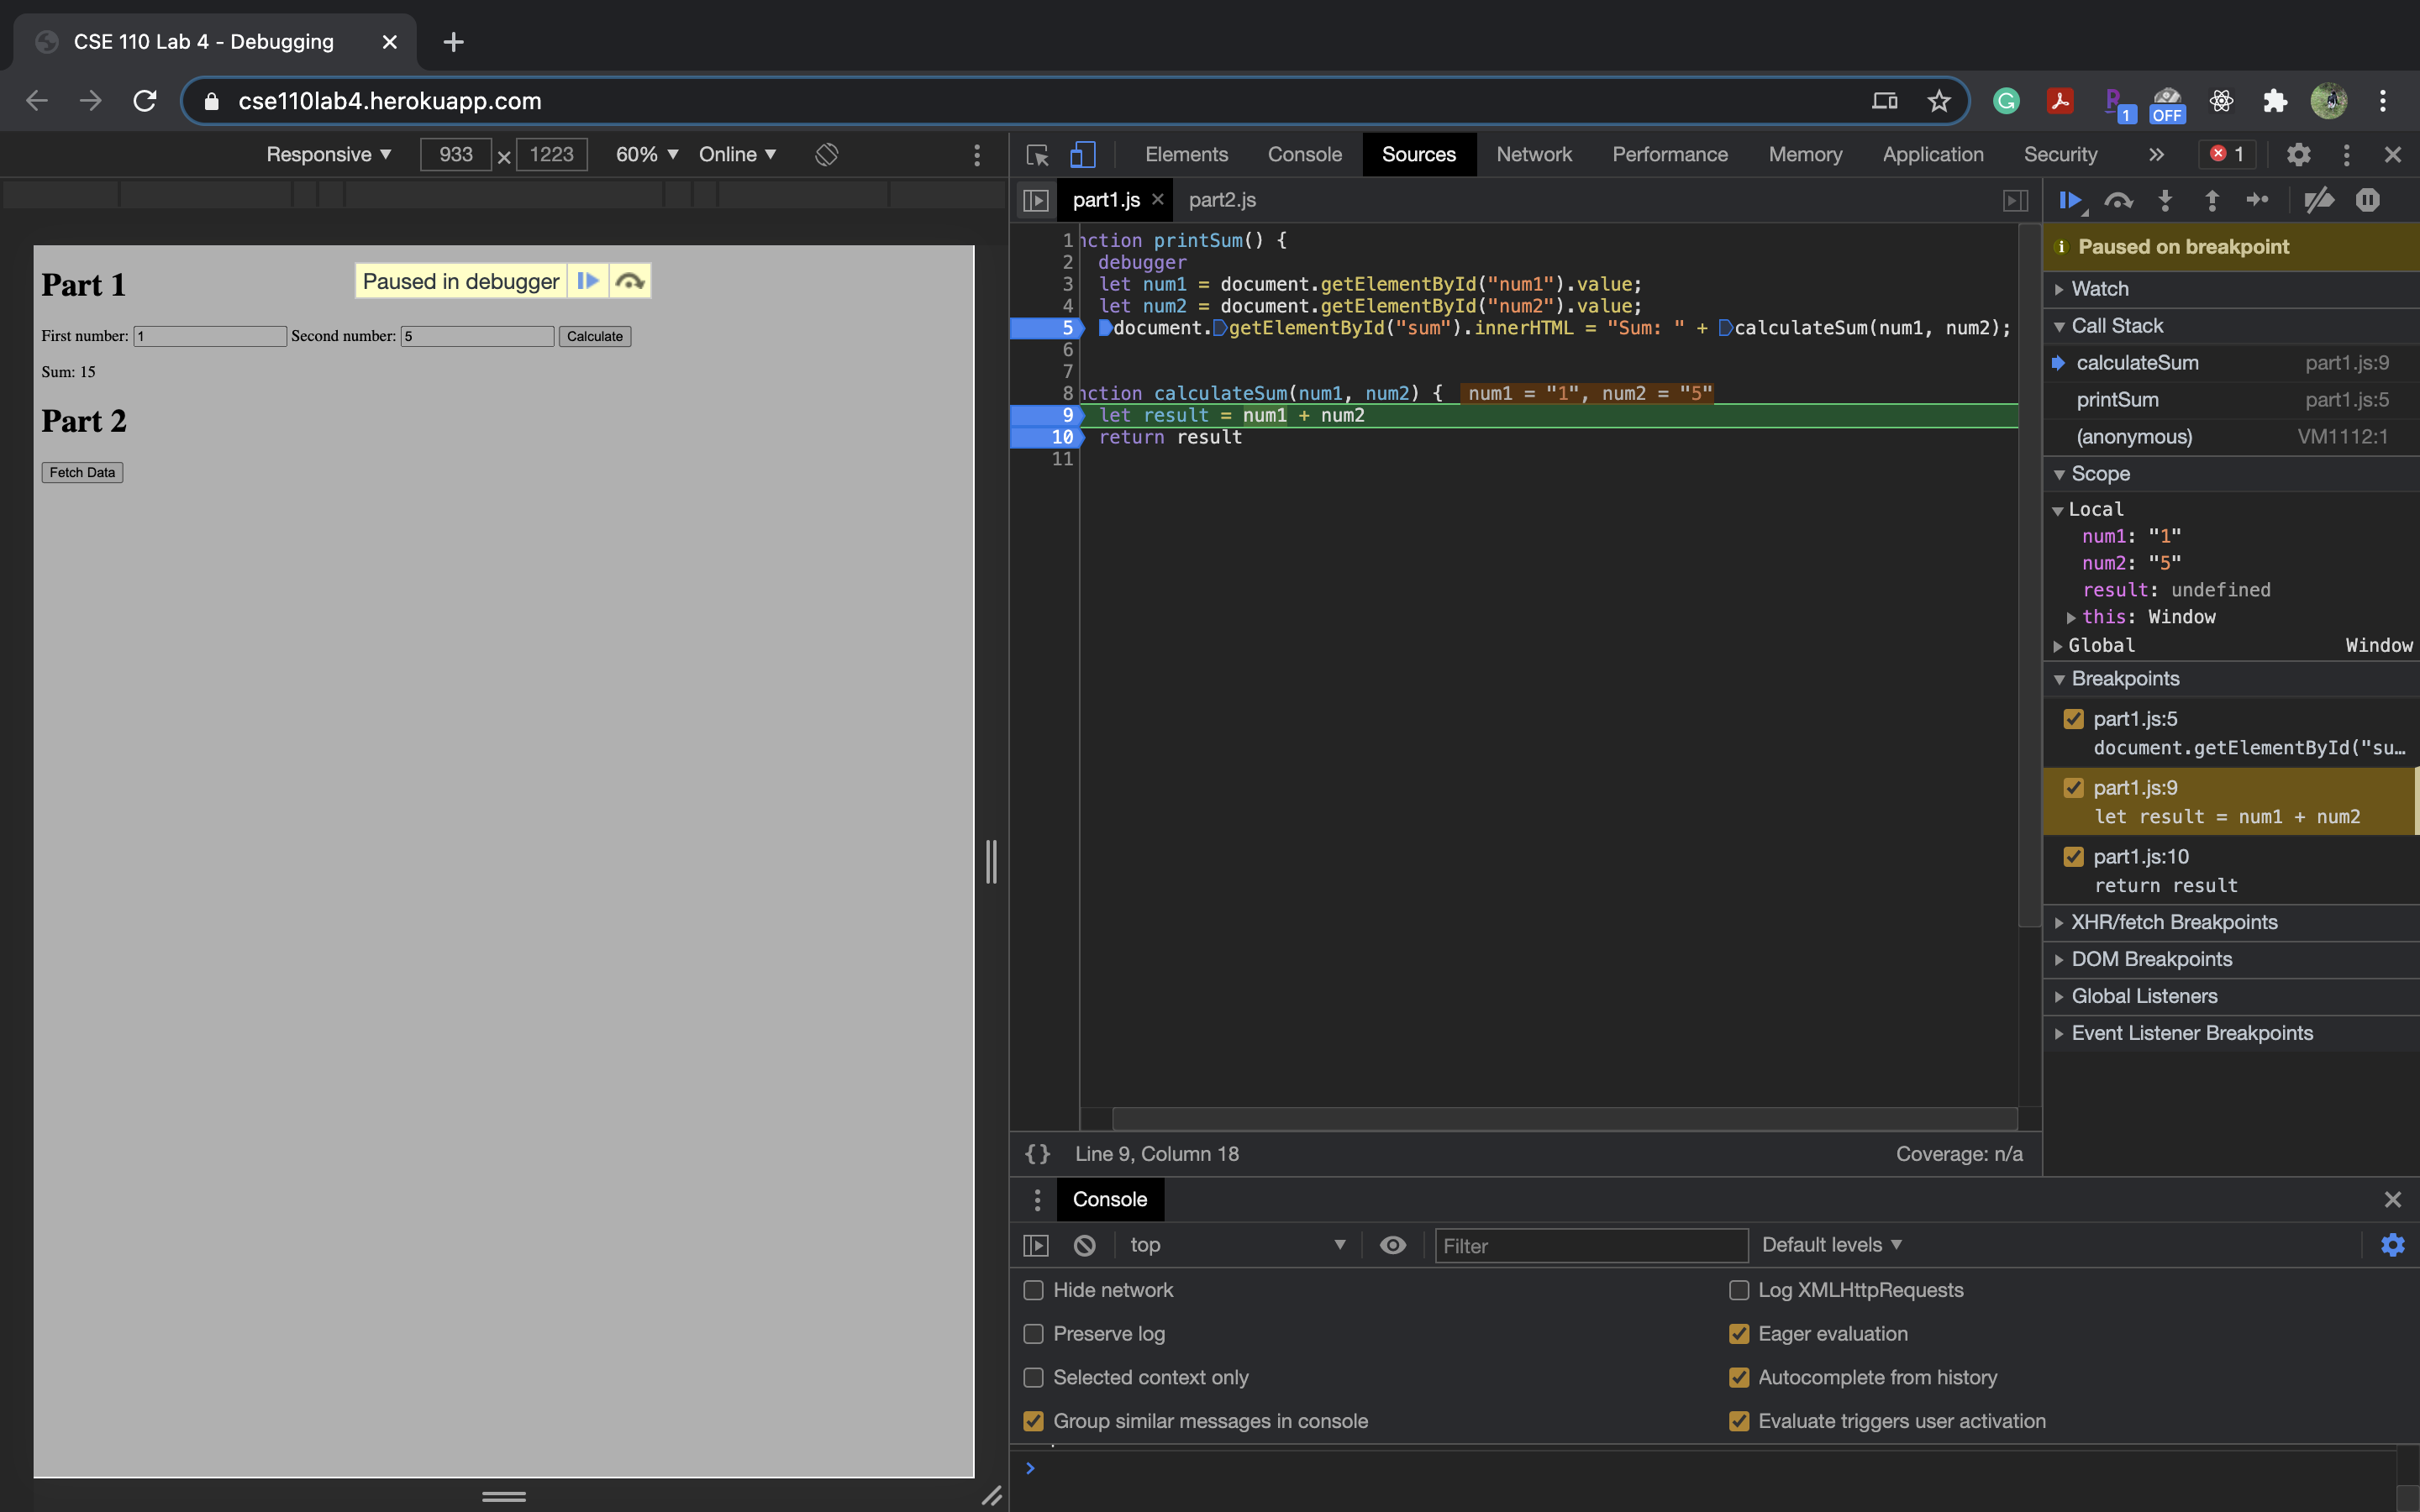 CSE 110 Lab 4 - Debugging
cse110lab4.herokuapp.com
1
OFF
Responsive 933 1223 60% Online
Elements Console Sources Network Performance Memory Application Security 1
part1.js part2.js
Paused on breakpoint
Part 1
Paused in debugger
First number: 1 Second number: 5 Calculate
Sum: 15
Part 2
Fetch Data
1 nction printSum() {
2 debugger
3 let num1 = document.getElementById("num1").value;
4 let num2 = document.getElementById("num2").value;
5 document.getElementById("sum").innerHTML = "Sum: " + calculateSum(num1, num2);
6
7
8 nction calculateSum(num1, num2) { num1 = "1", num2 = "5"
9 let result = num1 + num2
10 return result
11
Watch
Call Stack
calculateSum part1.js:9
printSum part1.js:5
(anonymous) VM1112:1
Scope
Local
num1: "1"
num2: "5"
result: undefined
this: Window
Global Window
Breakpoints
part1.js:5
document.getElementById("su…
part1.js:9
let result = num1 + num2
part1.js:10
return result
XHR/fetch Breakpoints
DOM Breakpoints
Global Listeners
Event Listener Breakpoints
{} Line 9, Column 18 Coverage: n/a
Console
top Filter Default levels
Hide network Log XMLHttpRequests
Preserve log Eager evaluation
Selected context only Autocomplete from history
Group similar messages in console Evaluate triggers user activation